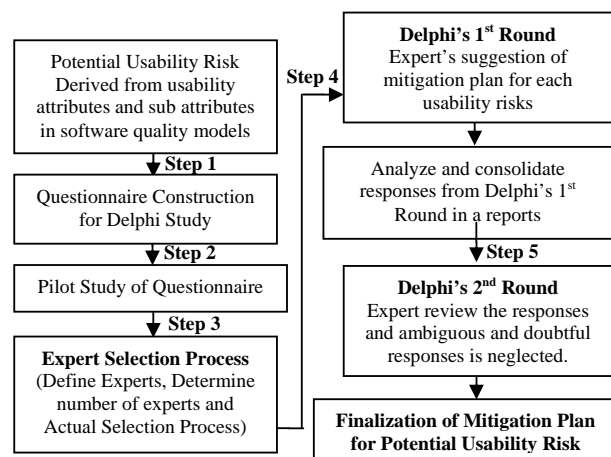 Potential Usability Risk
Derived from usability
attributes and sub attributes
in software quality models
Step 1
Questionnaire Construction
for Delphi Study
Step 2
Pilot Study of Questionnaire
Step 3
Expert Selection Process
(Define Experts, Determine
number of experts and
Actual Selection Process)
Step 4
Delphi's 1st Round
Expert's suggestion of
mitigation plan for each
usability risks
Analyze and consolidate
responses from Delphi's 1st
Round in a reports
Step 5
Delphi's 2nd Round
Expert review the responses
and ambiguous and doubtful
responses is neglected.
Finalization of Mitigation Plan
for Potential Usability Risk